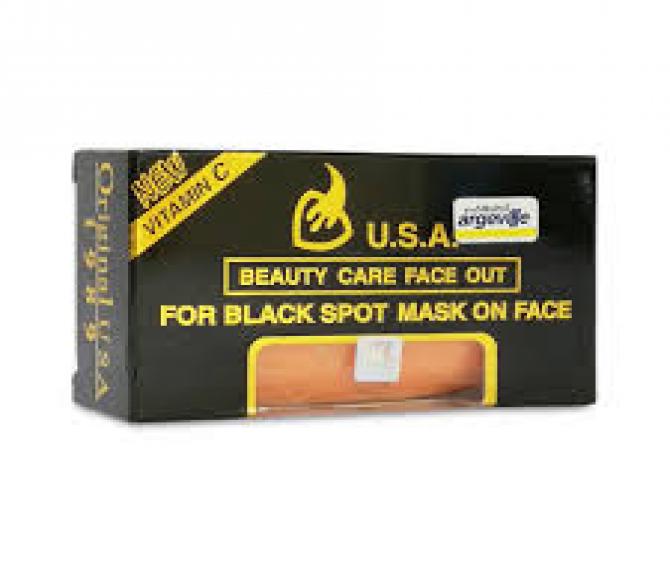 NEW
VITAMIN C
U.S.A.
argoville
BEAUTY CARE FACE OUT
FOR BLACK SPOT MASK ON FACE
Original USA